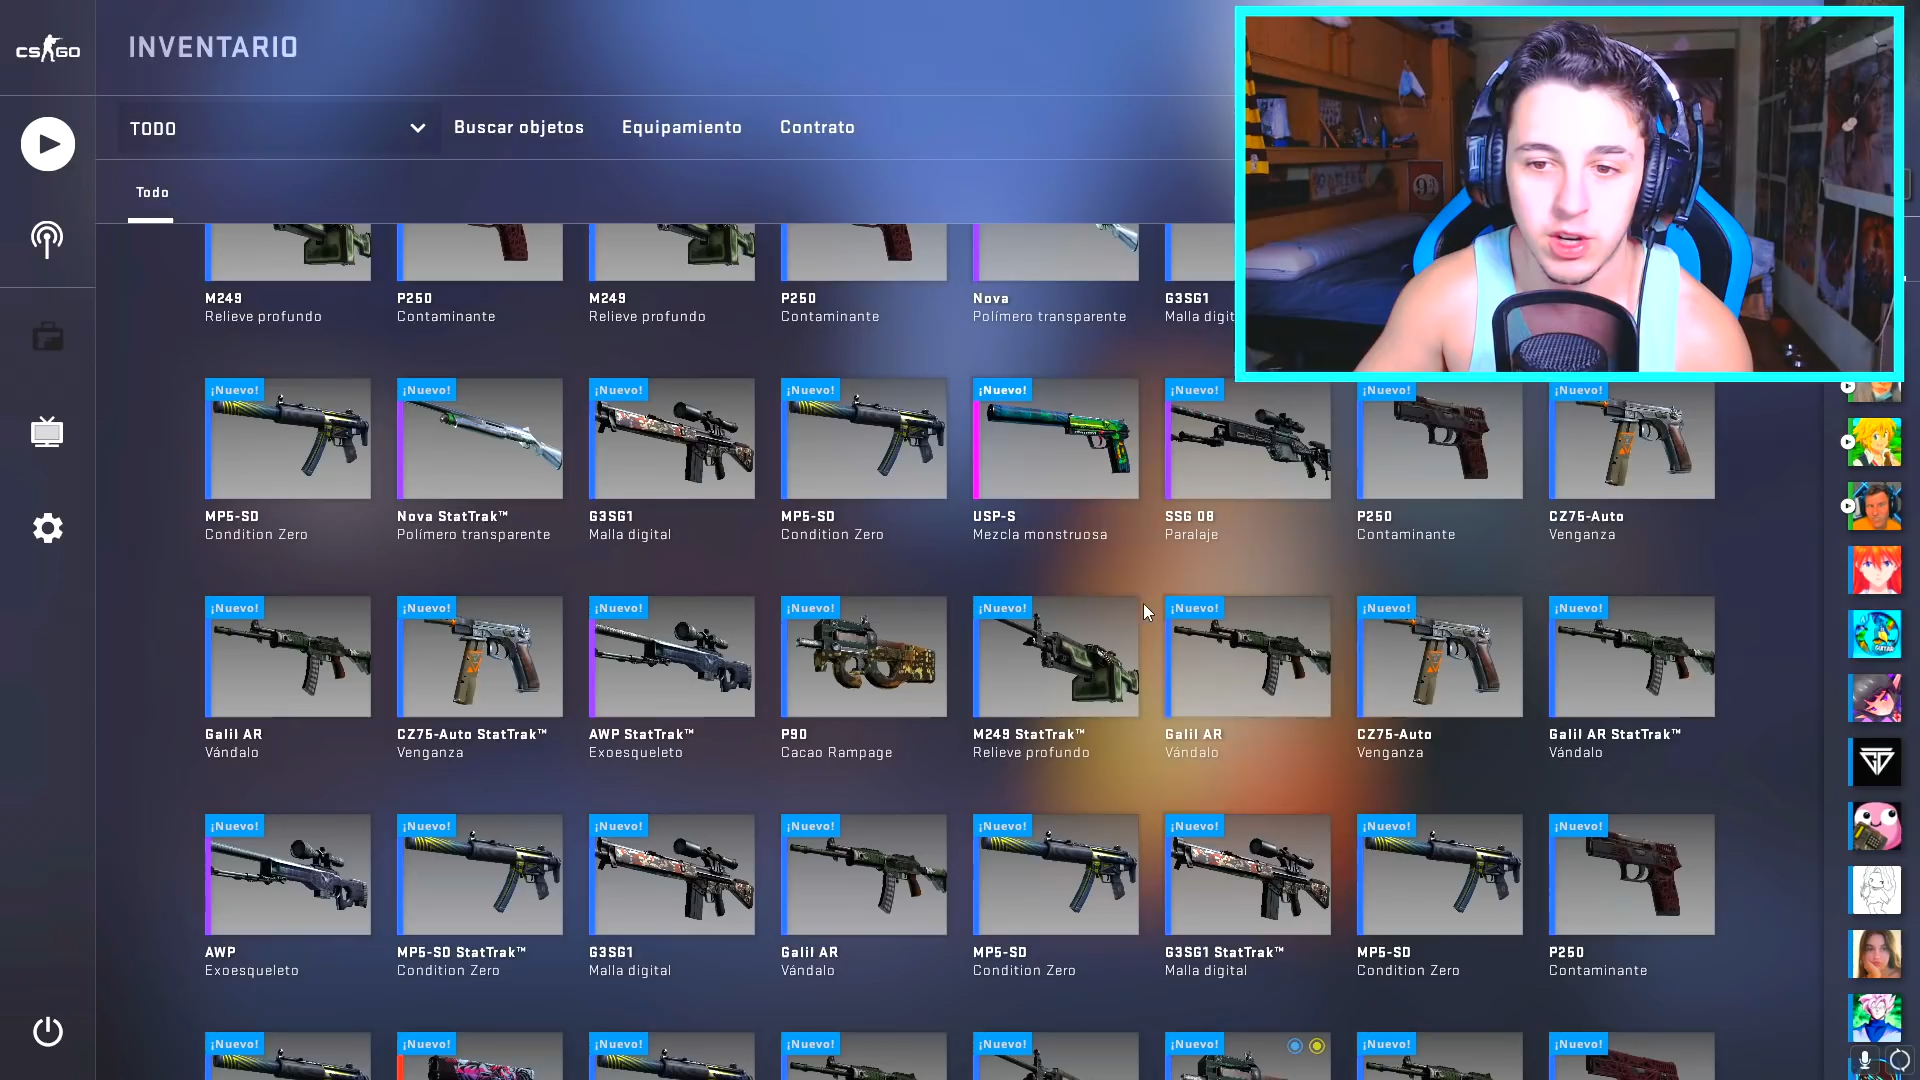 CS GO
INVENTARIO
TODO
Buscar objetos
Equipamiento
Contrato
Todo
M249
Relieve profundo
P250
Contaminante
M249
Relieve profundo
P250
Contaminante
Nova
Polímero transparente
G3SG1
Malla digit
¡Nuevo!
MP5-SD
Condition Zero
¡Nuevo!
Nova StatTrak™
Polímero transparente
¡Nuevo!
G3SG1
Malla digital
¡Nuevo!
MP5-SD
Condition Zero
¡Nuevo!
USP-S
Mezcla monstruosa
¡Nuevo!
SSG 08
Paralaje
¡Nuevo!
P250
Contaminante
¡Nuevo!
CZ75-Auto
Venganza
¡Nuevo!
Galil AR
Vándalo
¡Nuevo!
CZ75-Auto StatTrak™
Venganza
¡Nuevo!
AWP StatTrak™
Exoesqueleto
¡Nuevo!
P90
Cacao Rampage
¡Nuevo!
M249 StatTrak™
Relieve profundo
¡Nuevo!
Galil AR
Vándalo
¡Nuevo!
CZ75-Auto
Venganza
¡Nuevo!
Galil AR StatTrak™
Vándalo
¡Nuevo!
AWP
Exoesqueleto
¡Nuevo!
MP5-SD StatTrak™
Condition Zero
¡Nuevo!
G3SG1
Malla digital
¡Nuevo!
Galil AR
Vándalo
¡Nuevo!
MP5-SD
Condition Zero
¡Nuevo!
G3SG1 StatTrak™
Malla digital
¡Nuevo!
MP5-SD
Condition Zero
¡Nuevo!
P250
Contaminante
¡Nuevo!
¡Nuevo!
¡Nuevo!
¡Nuevo!
¡Nuevo!
¡Nuevo!
¡Nuevo!
¡Nuevo!